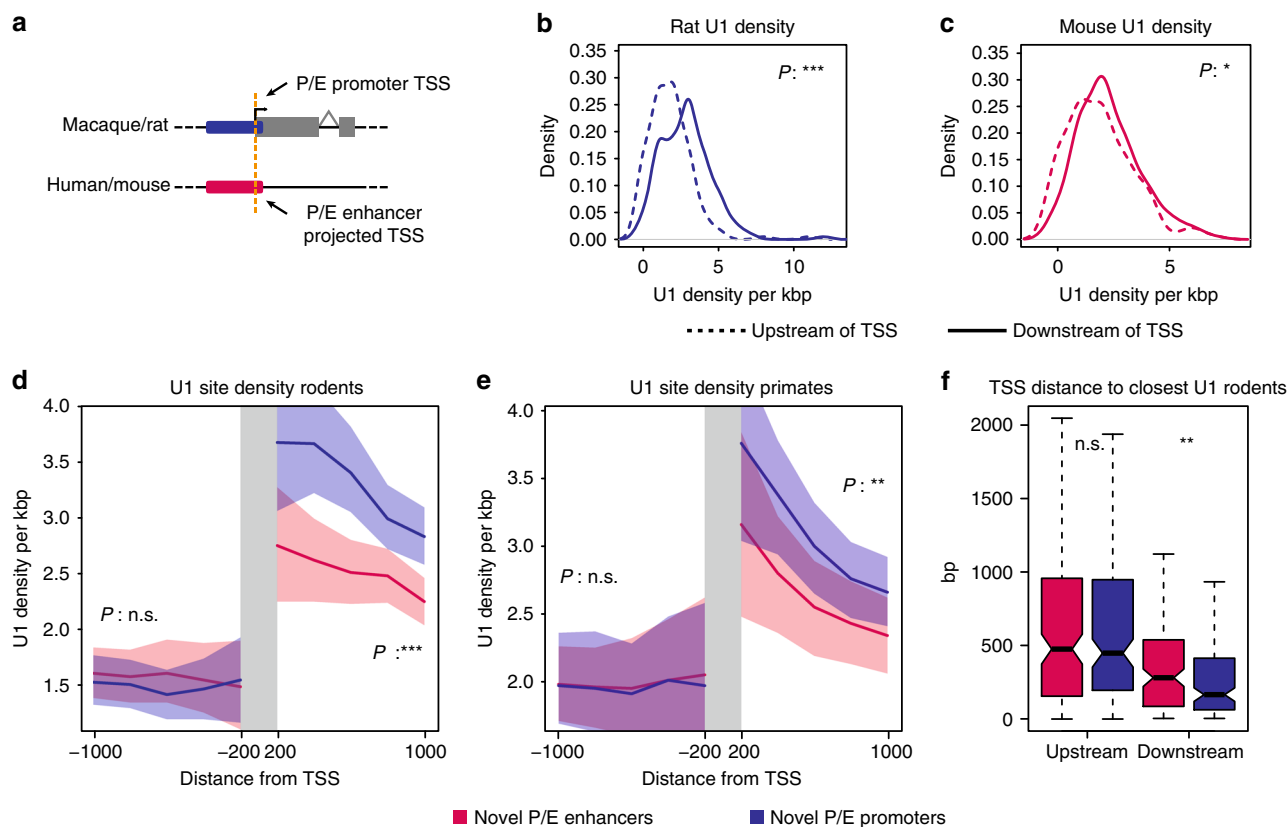 a
P/E promoter TSS
Macaque/rat
Human/mouse
P/E enhancer
projected TSS
b
Rat U1 density
P: ***
Density
0.35
0.30
0.25
0.20
0.15
0.10
0.05
0.00
0 5 10
U1 density per kbp
c
Mouse U1 density
P: *
Density
0.35
0.30
0.25
0.20
0.15
0.10
0.05
0.00
0 5
U1 density per kbp
Upstream of TSS
Downstream of TSS
d
U1 site density rodents
U1 density per kbp
4.0
3.5
3.0
2.5
2.0
1.5
P : n.s.
P :***
−1000 −200 200 1000
Distance from TSS
e
U1 site density primates
U1 density per kbp
4.0
3.5
3.0
2.5
2.0
P : **
P : n.s.
−1000 −200 200 1000
Distance from TSS
f
TSS distance to closest U1 rodents
bp
2000
1500
1000
500
0
n.s.
**
Upstream Downstream
Novel P/E enhancers
Novel P/E promoters